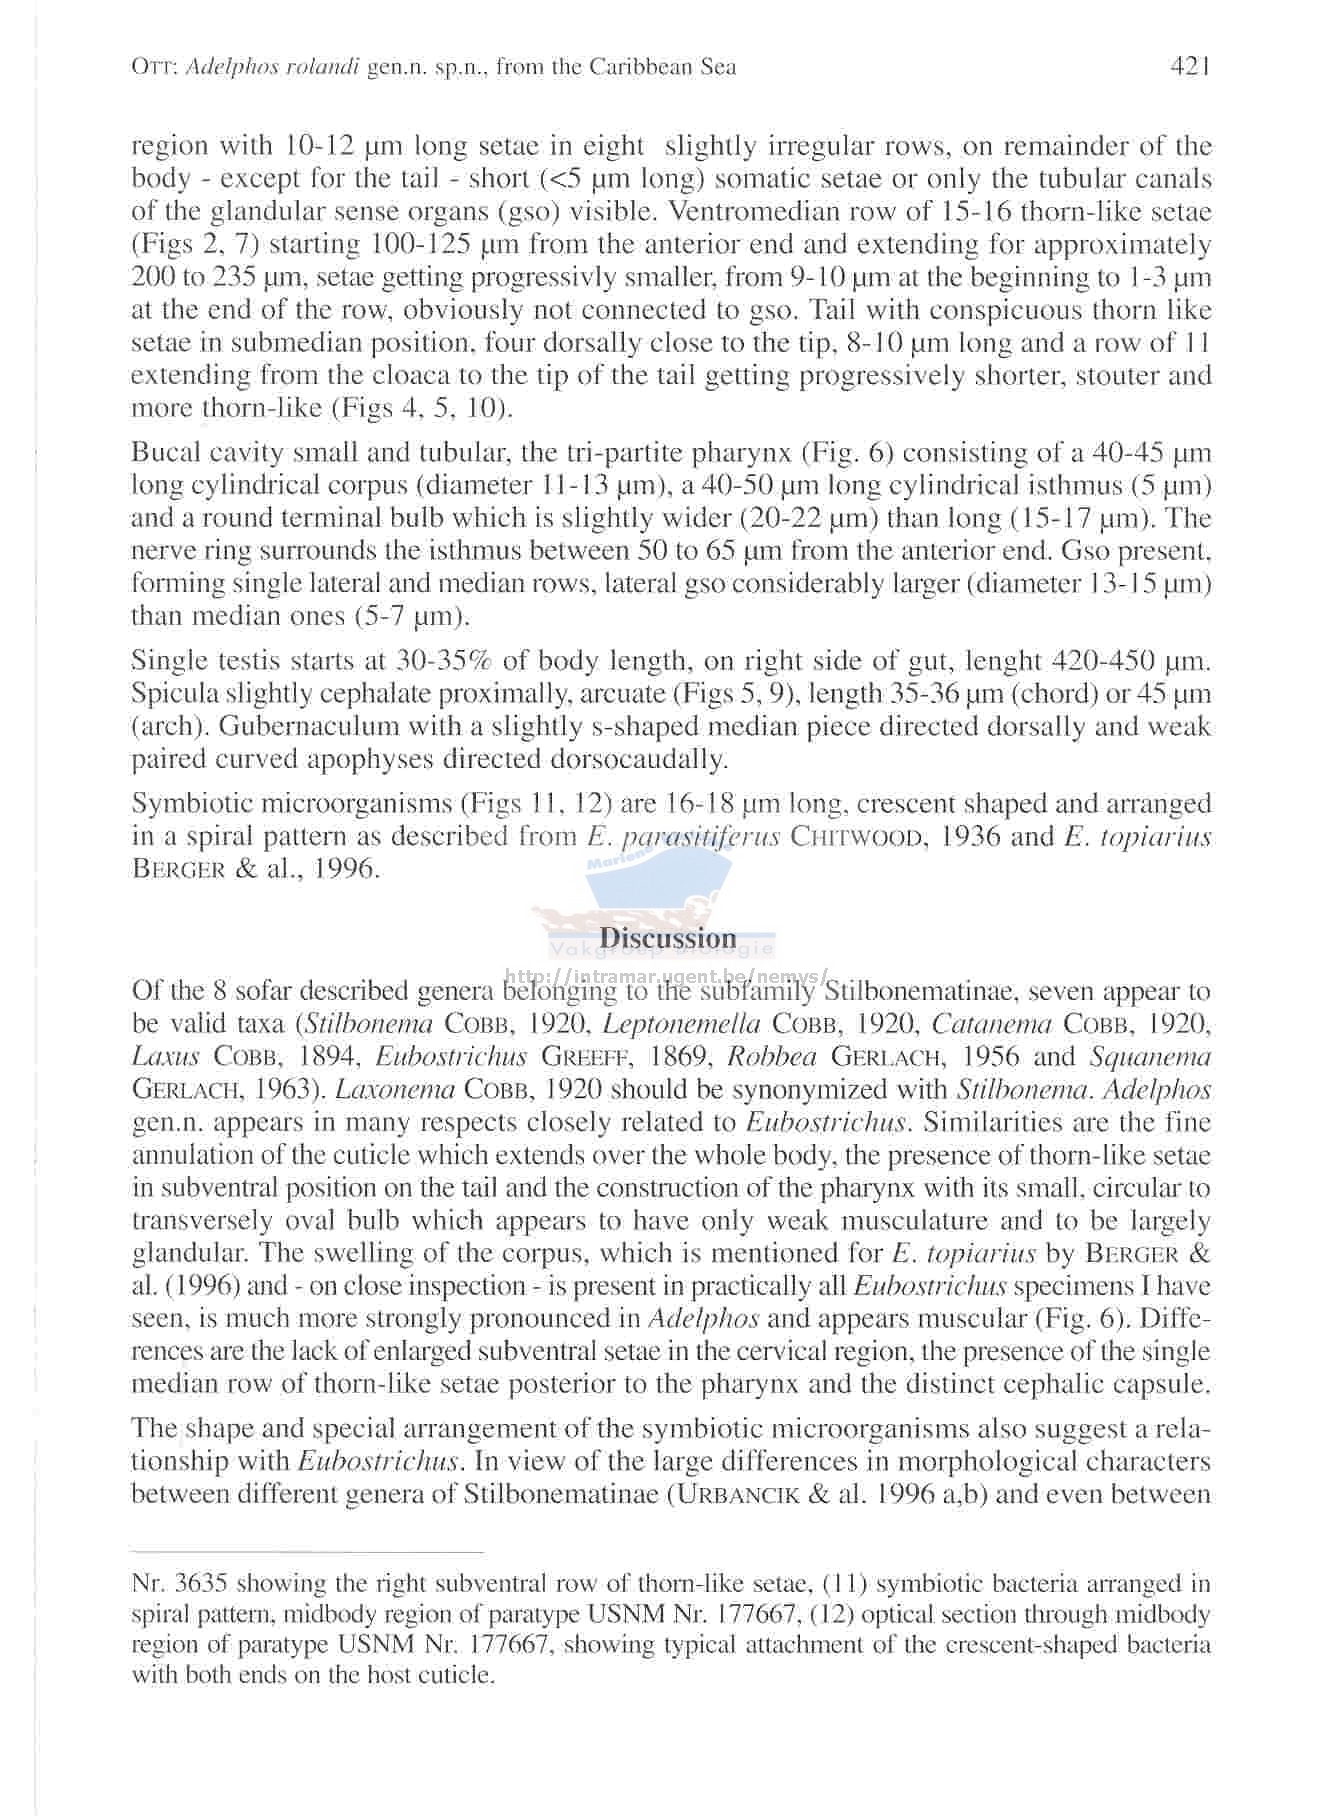 OTT: Adelphos rolandi gen.n. sp.n., from the Caribbean Sea 421
region with 10-12 µm long setae in eight slightly irregular rows, on remainder of the
body - except for the tail - short (<5 µm long) somatic setae or only the tubular canals
of the glandular sense organs (gso) visible. Ventromedian row of 15-16 thorn-like setae
(Figs 2, 7) starting 100-125 µm from the anterior end and extending for approximately
200 to 235 µm, setae getting progressivly smaller, from 9-10 µm at the beginning to 1-3 µm
at the end of the row, obviously not connected to gso. Tail with conspicuous thorn like
setae in submedian position, four dorsally close to the tip, 8-10 µm long and a row of 11
extending from the cloaca to the tip of the tail getting progressively shorter, stouter and
more thorn-like (Figs 4, 5, 10).
Bucal cavity small and tubular, the tri-partite pharynx (Fig. 6) consisting of a 40-45 µm
long cylindrical corpus (diameter 11-13 µm), a 40-50 µm long cylindrical isthmus (5 µm)
and a round terminal bulb which is slightly wider (20-22 µm) than long (15-17 µm). The
nerve ring surrounds the isthmus between 50 to 65 µm from the anterior end. Gso present,
forming single lateral and median rows, lateral gso considerably larger (diameter 13-15 µm)
than median ones (5-7 µm).
Single testis starts at 30-35% of body length, on right side of gut, lenght 420-450 µm.
Spicula slightly cephalate proximally, arcuate (Figs 5, 9), length 35-36 µm (chord) or 45 µm
(arch). Gubernaculum with a slightly s-shaped median piece directed dorsally and weak
paired curved apophyses directed dorsocaudally.
Symbiotic microorganisms (Figs 11, 12) are 16-18 µm long, crescent shaped and arranged
in a spiral pattern as described from E. parasitiferus CHITWOOD, 1936 and E. topiarius
BERGER & al., 1996.
Discussion
Vakgroep Biologie
http://intramar.ugent.be/nemys/
Of the 8 sofar described genera belonging to the subfamily Stilbonematinae, seven appear to
be valid taxa (Stilbonema COBB, 1920, Leptonemella COBB, 1920, Catanema COBB, 1920,
Laxus COBB, 1894, Eubostrichus GREEFF, 1869, Robbea GERLACH, 1956 and Squanema
GERLACH, 1963). Laxonema COBB, 1920 should be synonymized with Stilbonema. Adelphos
gen.n. appears in many respects closely related to Eubostrichus. Similarities are the fine
annulation of the cuticle which extends over the whole body, the presence of thorn-like setae
in subventral position on the tail and the construction of the pharynx with its small, circular to
transversely oval bulb which appears to have only weak musculature and to be largely
glandular. The swelling of the corpus, which is mentioned for E. topiarius by BERGER &
al. (1996) and - on close inspection - is present in practically all Eubostrichus specimens I have
seen, is much more strongly pronounced in Adelphos and appears muscular (Fig. 6). Diffe-
rences are the lack of enlarged subventral setae in the cervical region, the presence of the single
median row of thorn-like setae posterior to the pharynx and the distinct cephalic capsule.
The shape and special arrangement of the symbiotic microorganisms also suggest a rela-
tionship with Eubostrichus. In view of the large differences in morphological characters
between different genera of Stilbonematinae (URBANCIK & al. 1996 a,b) and even between
Nr. 3635 showing the right subventral row of thorn-like setae, (11) symbiotic bacteria arranged in
spiral pattern, midbody region of paratype USNM Nr. 177667, (12) optical section through midbody
region of paratype USNM Nr. 177667, showing typical attachment of the crescent-shaped bacteria
with both ends on the host cuticle.